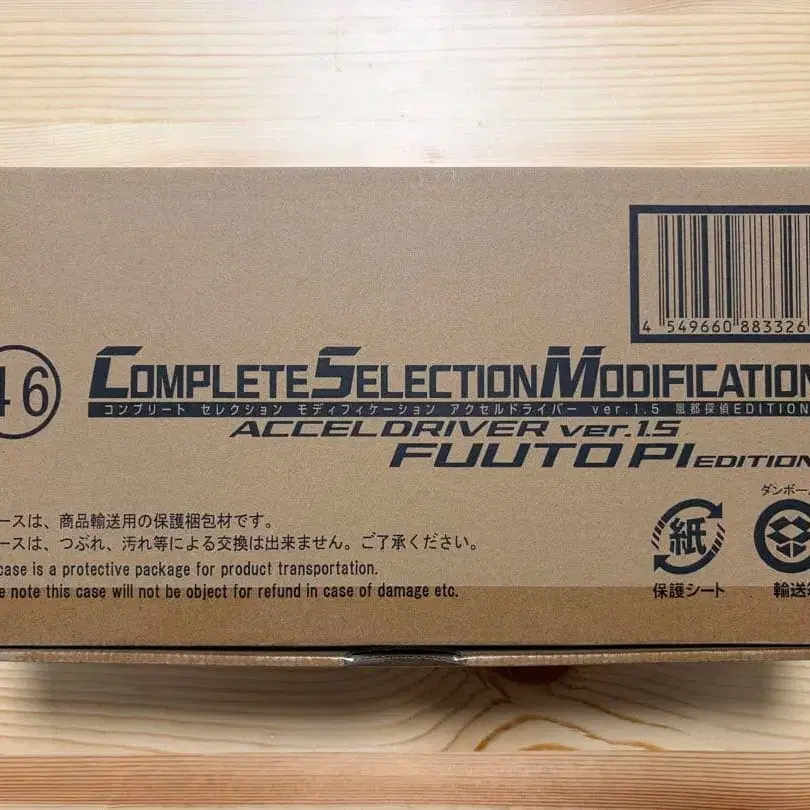 4 549660 883326
46
COMPLETE SELECTION MODIFICATION
コンプリート セレクション モディフィケーション アクセルドライバー ver.1.5 風都探偵EDITION
ACCELDRIVER ver.1.5
FUUTO PI EDITION
ースは、商品輸送用の保護梱包材です。
ースは、つぶれ、汚れ等による交換は出来ません。ご了承ください。
case is a protective package for product transportation.
e note this case will not be object for refund in case of damage etc.
紙
保護シート
ダンボー
輸送